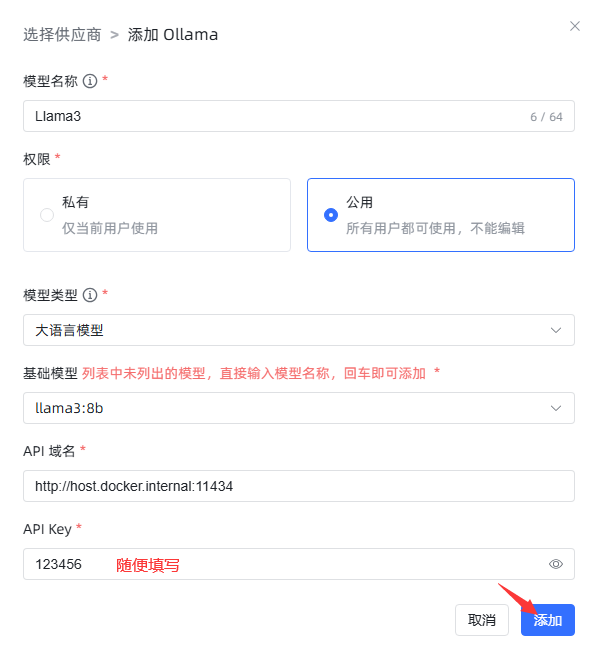 选择供应商 > 添加 Ollama
模型名称 *
Llama3 6 / 64
权限 *
私有
仅当前用户使用
公用
所有用户都可使用，不能编辑
模型类型 *
大语言模型
基础模型 列表中未列出的模型，直接输入模型名称，回车即可添加 *
llama3:8b
API 域名 *
http://host.docker.internal:11434
API Key *
123456 随便填写
取消 添加